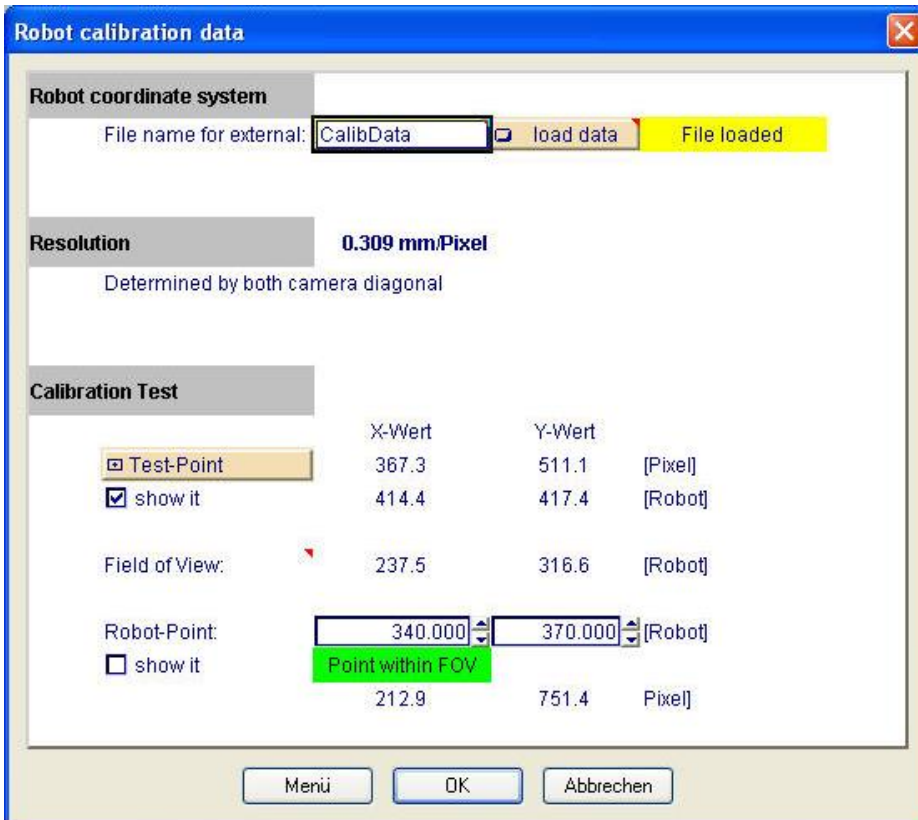 Robot calibration data
Robot coordinate system
File name for external: CalibData load data File loaded
Resolution 0.309 mm/Pixel
Determined by both camera diagonal
Calibration Test
X-Wert Y-Wert
Test-Point 367.3 511.1 [Pixel]
show it 414.4 417.4 [Robot]
Field of View: 237.5 316.6 [Robot]
Robot-Point: 340.000 370.000 [Robot]
show it Point within FOV
212.9 751.4 Pixel]
Menü OK Abbrechen